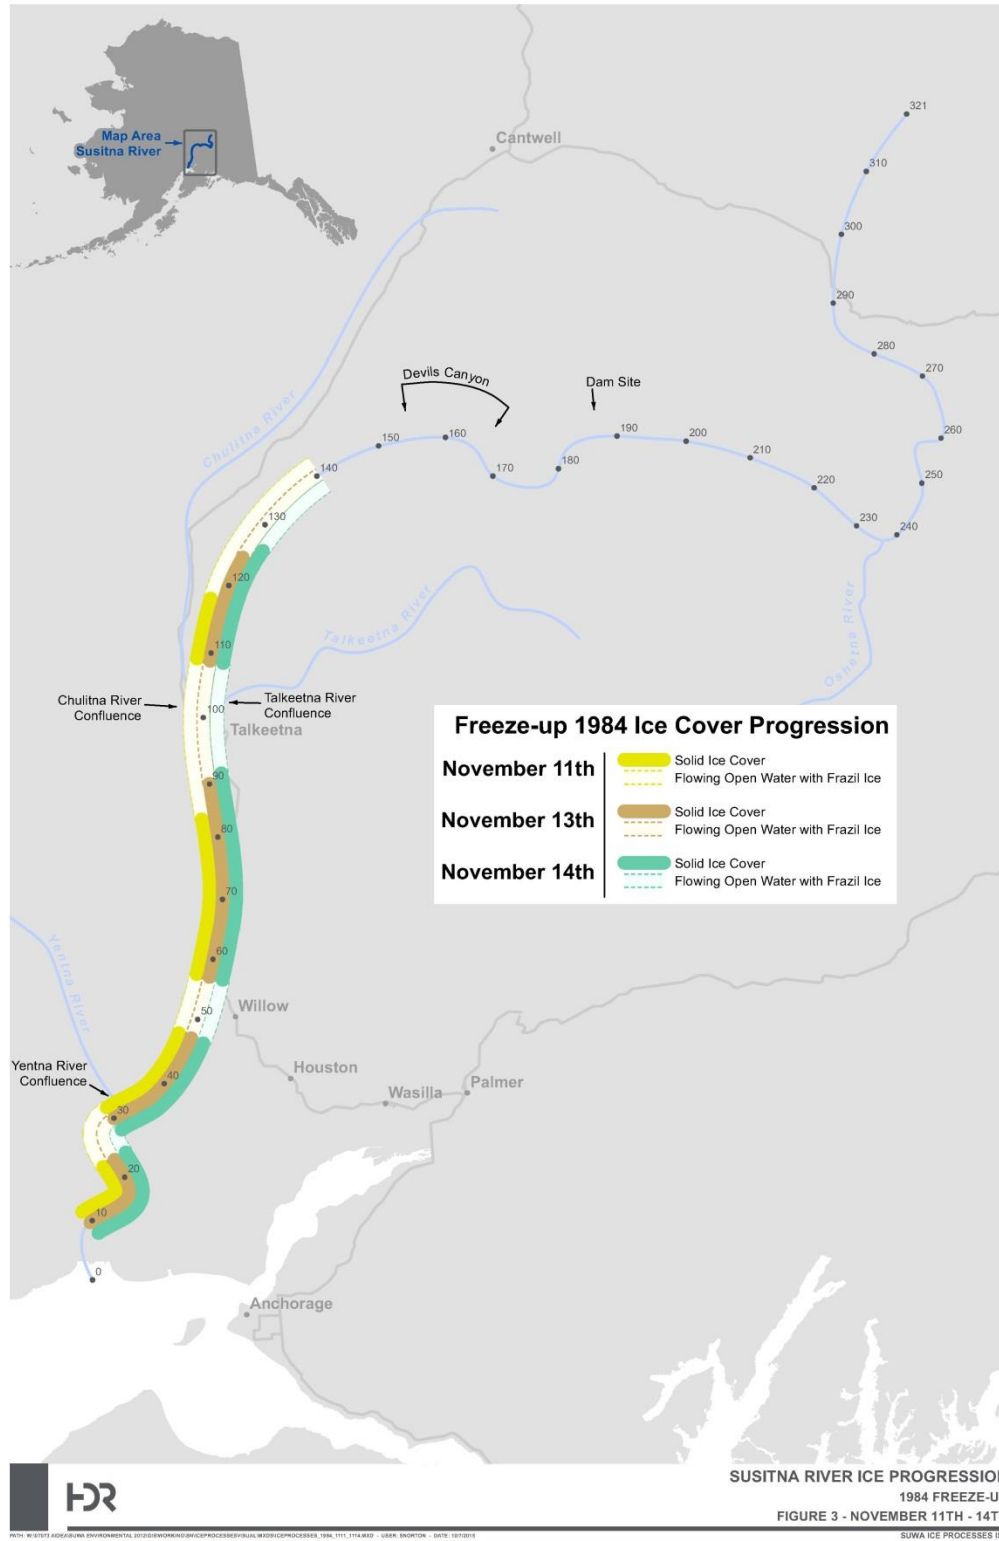 Map Area
Susitna River
Cantwell
321
310
300
290
280
270
260
250
240
230
220
210
200
190
180
170
160
150
140
130
120
110
100
90
80
70
60
50
40
30
20
10
0
Devils Canyon
Dam Site
Chulitna River
Talkeetna River
Oshetna River
Chulitna River
Confluence
Talkeetna River
Confluence
Talkeetna
Freeze-up 1984 Ice Cover Progression
November 11th
Solid Ice Cover
Flowing Open Water with Frazil Ice
November 13th
Solid Ice Cover
Flowing Open Water with Frazil Ice
November 14th
Solid Ice Cover
Flowing Open Water with Frazil Ice
Yentna River
Willow
Yentna River
Confluence
Houston
Wasilla
Palmer
Anchorage
HDR
SUSITNA RIVER ICE PROGRESSION
1984 FREEZE-U
FIGURE 3 - NOVEMBER 11TH - 14T
SUWA ICE PROCESSES